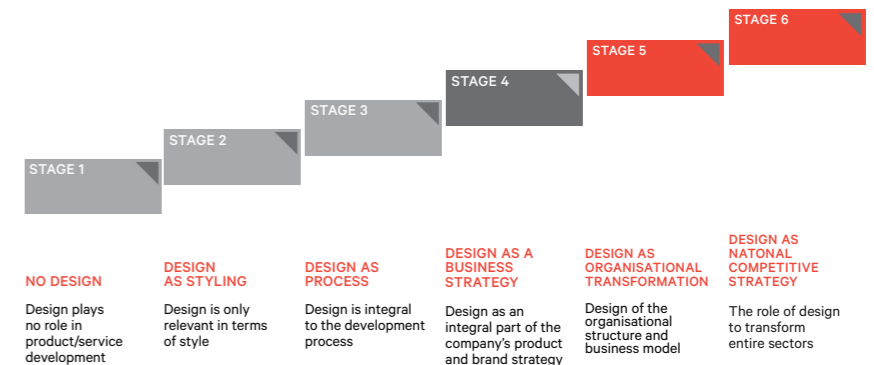 STAGE 1
STAGE 2
STAGE 3
STAGE 4
STAGE 5
STAGE 6
NO DESIGN
Design plays
no role in
product/service
development
DESIGN
AS STYLING
Design is only
relevant in terms
of style
DESIGN AS
PROCESS
Design is integral
to the development
process
DESIGN AS A
BUSINESS
STRATEGY
Design as an
integral part of the
company's product
and brand strategy
DESIGN AS
ORGANISATIONAL
TRANSFORMATION
Design of the
organisational
structure and
business model
DESIGN AS
NATONAL
COMPETITIVE
STRATEGY
The role of design
to transform
entire sectors